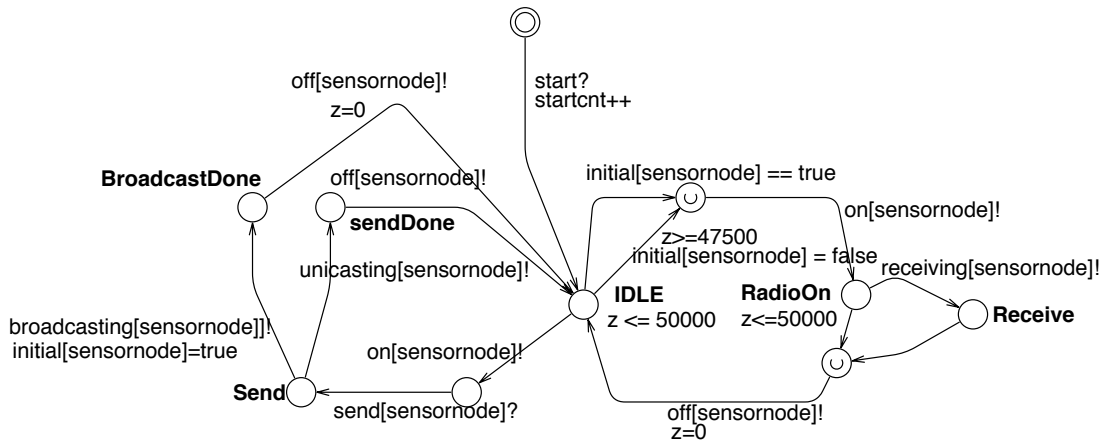 off[sensornode]!
z=0
start?
startcnt++
BroadcastDone
off[sensornode]!
sendDone
initial[sensornode] == true
on[sensornode]!
z>=47500
initial[sensornode] = false
unicasting[sensornode]!
receiving[sensornode]!
IDLE
z <= 50000
RadioOn
z<=50000
Receive
broadcasting[sensornode]]!
initial[sensornode]=true
on[sensornode]!
Send
send[sensornode]?
off[sensornode]!
z=0